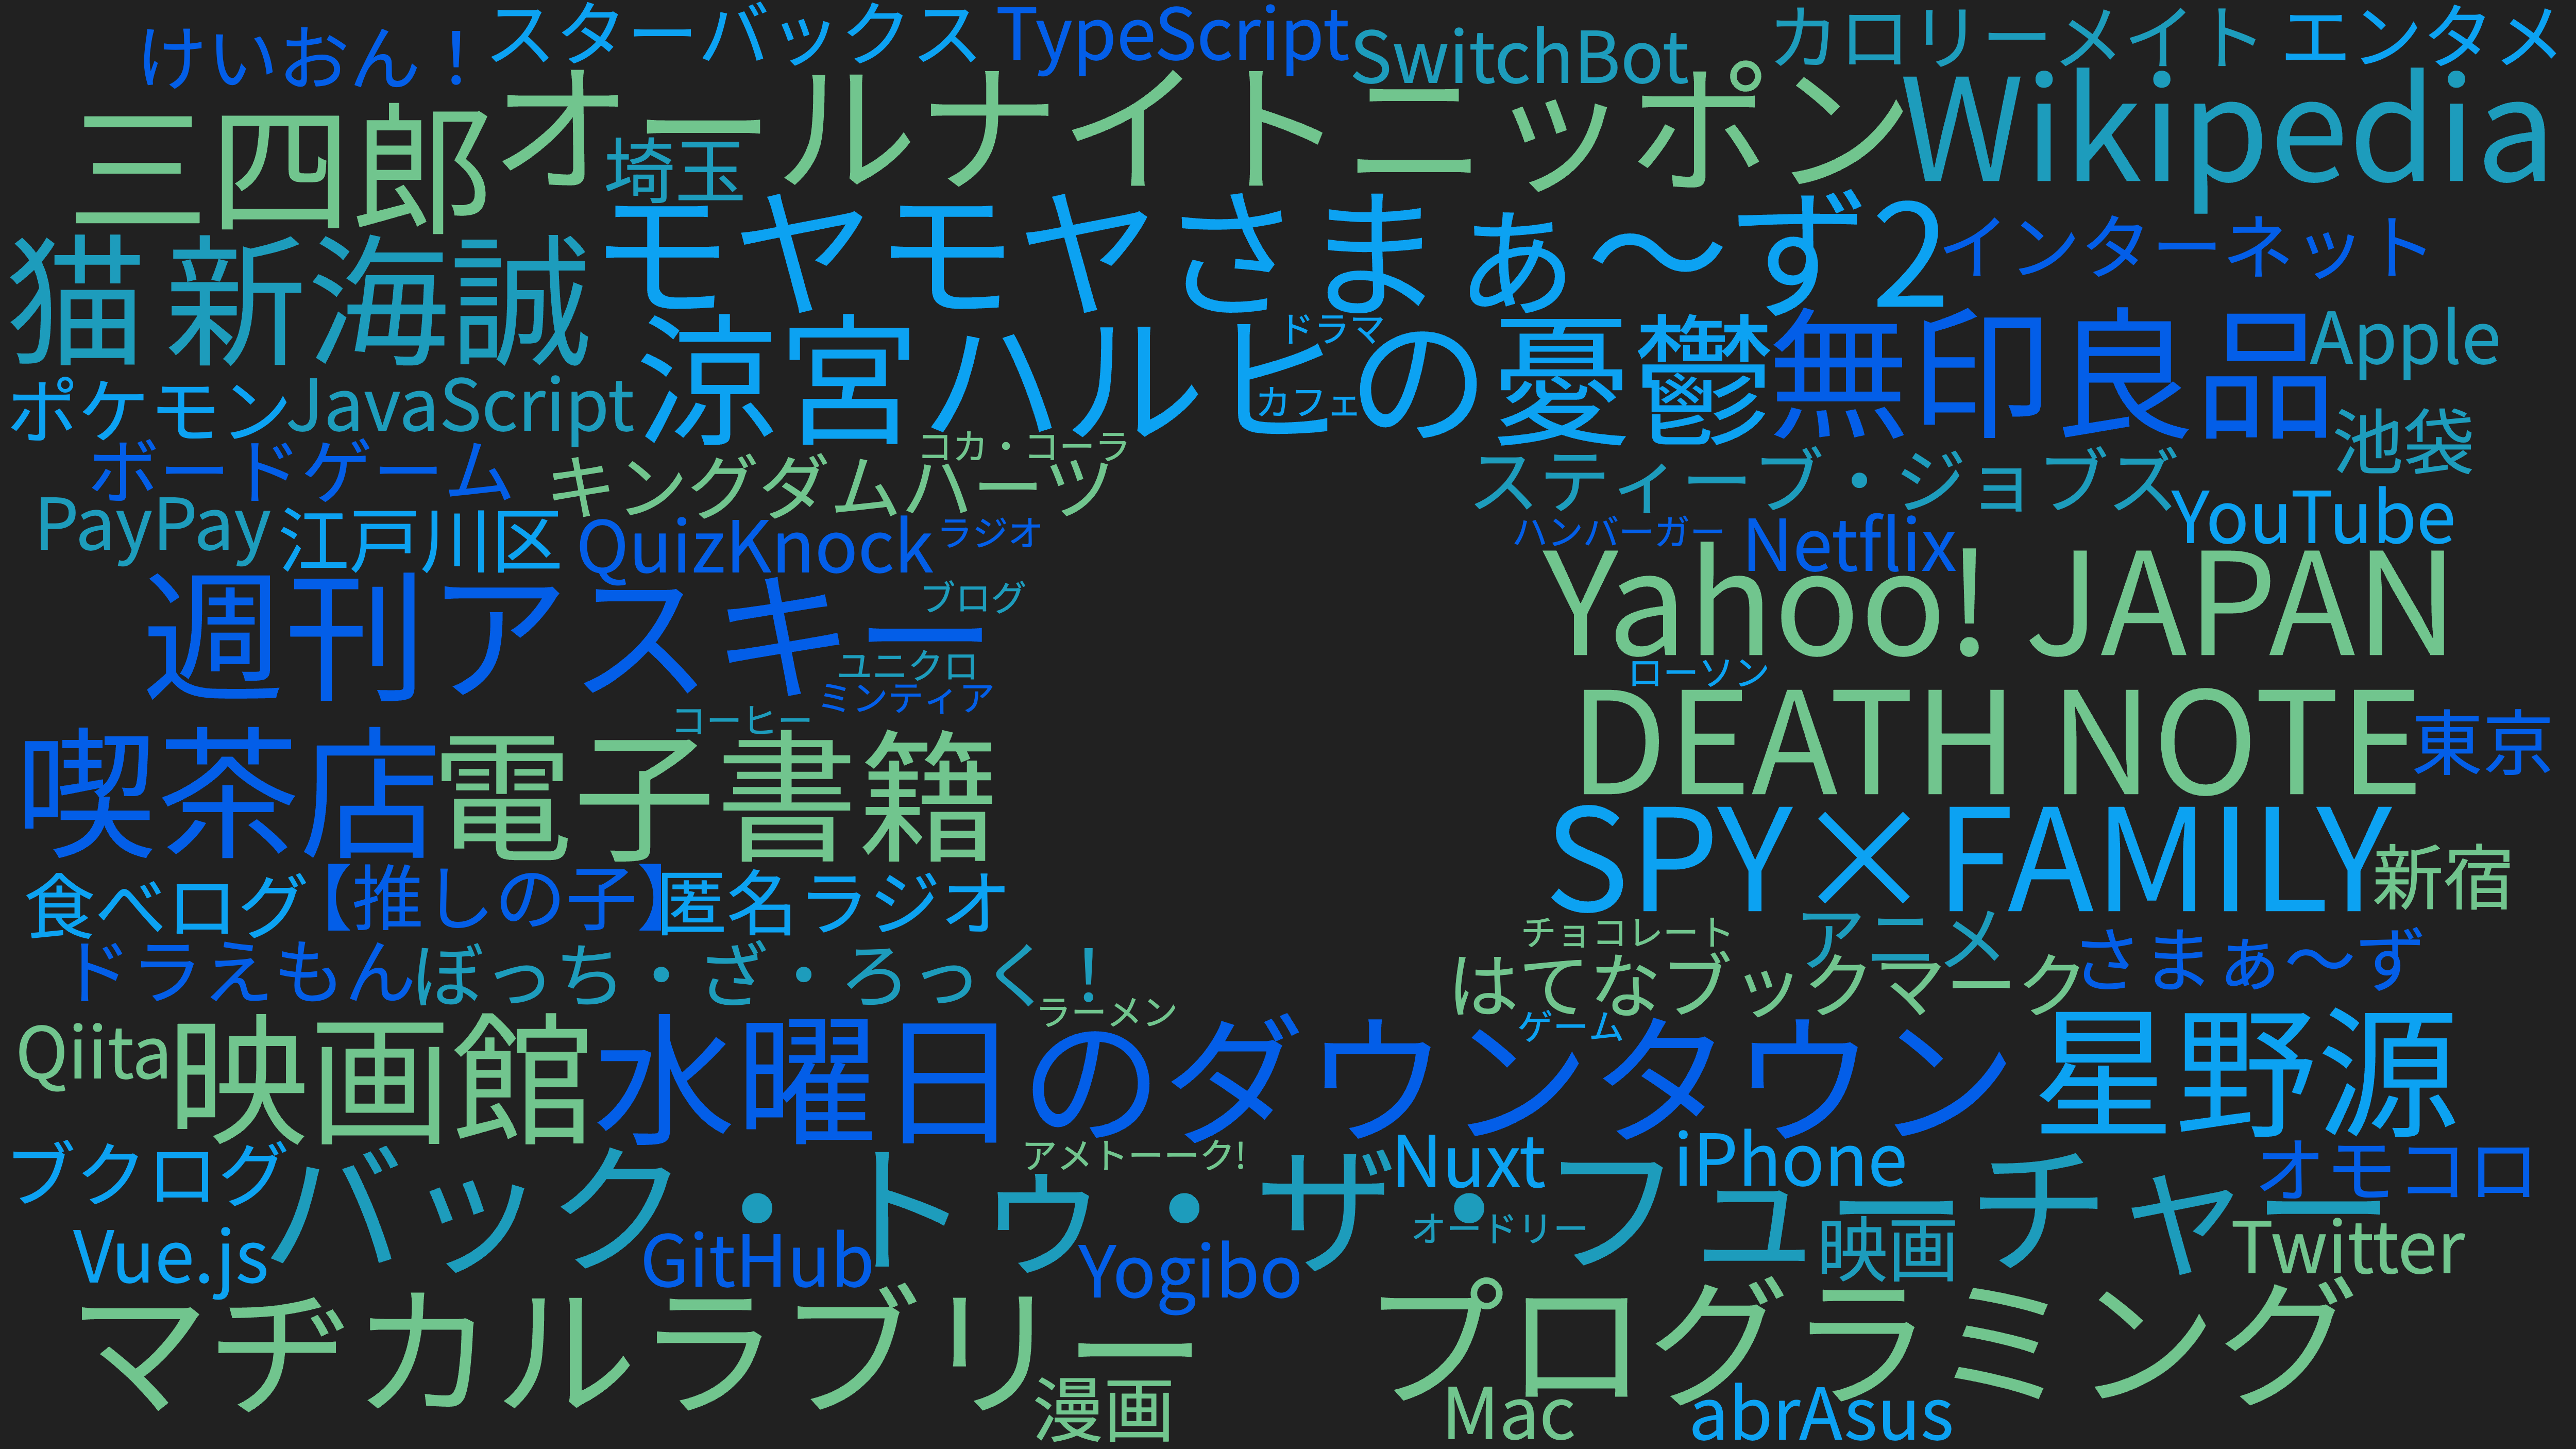 けいおん！
スターバックス
TypeScript
SwitchBot
カロリーメイト
エンタメ
三四郎
オールナイトニッポン
Wikipedia
埼玉
猫
新海誠
モヤモヤさまぁ～ず2
インターネット
涼宮ハルヒの憂鬱
ドラマ
カフェ
無印良品
Apple
ポケモン
JavaScript
池袋
ボードゲーム
コカ・コーラ
キングダムハーツ
スティーブ・ジョブズ
PayPay
江戸川区
QuizKnock
ラジオ
ハンバーガー
Netflix
YouTube
週刊アスキー
ブログ
Yahoo! JAPAN
ユニクロ
ミンティア
ローソン
コーヒー
DEATH NOTE
東京
喫茶店
電子書籍
SPY×FAMILY
新宿
食べログ
【推しの子】
匿名ラジオ
チョコレート
アニメ
ドラえもん
ぼっち・ざ・ろっく！
はてなブックマーク
さまぁ～ず
ラーメン
ゲーム
Qiita
映画館
水曜日のダウンタウン
星野源
ブクログ
バック・トゥ・ザ・フューチャー
アメトーーク!
Nuxt
iPhone
オモコロ
オードリー
映画
Vue.js
GitHub
Yogibo
Twitter
マヂカルラブリー
プログラミング
漫画
Mac
abrAsus